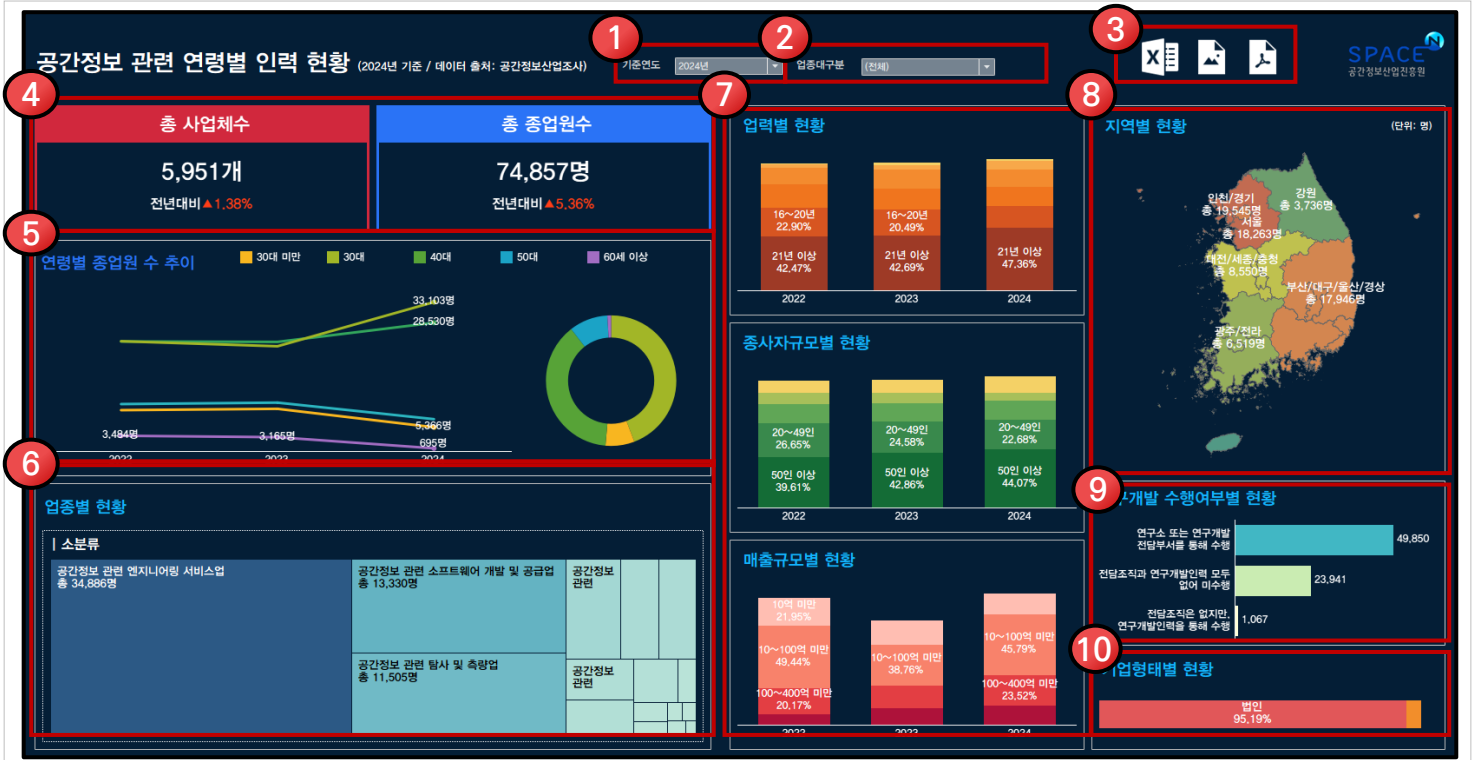 1
2
3
공간정보 관련 연령별 인력 현황 (2024년 기준 / 데이터 출처: 공간정보산업조사)
기준연도
2024년
업종대구분
(전체)
SPACE N
공간정보산업진흥원
4
총 사업체수
5,951개
전년대비▲1.38%
총 종업원수
74,857명
전년대비▲5.36%
5
연령별 종업원 수 추이
30대 미만
30대
40대
50대
60세 이상
33,103명
28,530명
3,484명
3,165명
5,366명
695명
2022
2023
2024
6
업종별 현황
| 소분류
공간정보 관련 엔지니어링 서비스업
총 34,886명
공간정보 관련 소프트웨어 개발 및 공급업
총 13,330명
공간정보 관련 탐사 및 측량업
총 11,505명
공간정보
관련
공간정보
관련
7
업력별 현황
16~20년
22.90%
21년 이상
42.47%
16~20년
20.49%
21년 이상
42.69%
21년 이상
47.36%
2022
2023
2024
종사자규모별 현황
20~49인
26.65%
50인 이상
39.61%
20~49인
24.58%
50인 이상
42.86%
20~49인
22.68%
50인 이상
44.07%
2022
2023
2024
매출규모별 현황
10억 미만
21.95%
10~100억 미만
49.44%
100~400억 미만
20.17%
10~100억 미만
38.76%
10~100억 미만
45.79%
100~400억 미만
23.52%
2022
2023
2024
8
지역별 현황
(단위: 명)
인천/경기
총 19,545명
서울
총 18,263명
강원
총 3,736명
대전/세종/충청
총 8,550명
부산/대구/울산/경상
총 17,946명
광주/전라
총 6,519명
9
구개발 수행여부별 현황
연구소 또는 연구개발
전담부서를 통해 수행
49,850
전담조직과 연구개발인력 모두
없어 미수행
23,941
전담조직은 없지만,
연구개발인력을 통해 수행
1,067
10
기업형태별 현황
법인
95.19%